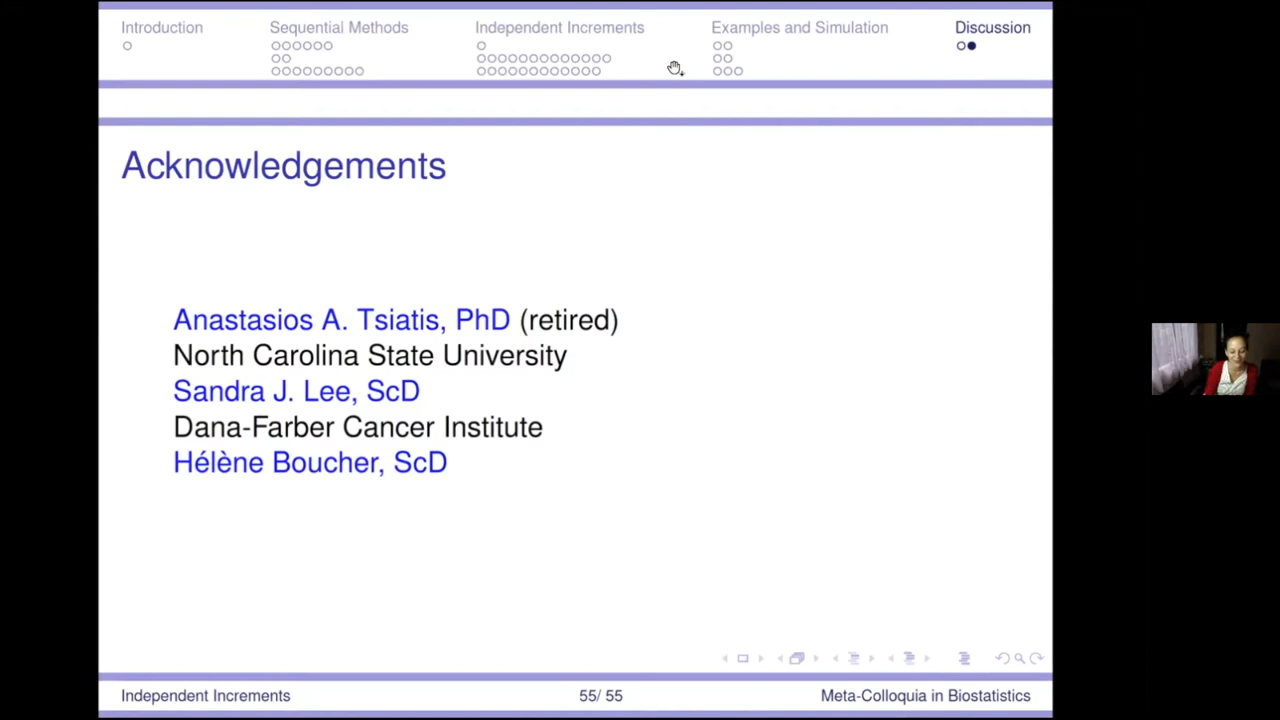 Introduction
Sequential Methods
Independent Increments
Examples and Simulation
Discussion
Acknowledgements
Anastasios A. Tsiatis, PhD (retired)
North Carolina State University
Sandra J. Lee, ScD
Dana-Farber Cancer Institute
Hélène Boucher, ScD
Independent Increments
55/ 55
Meta-Colloquia in Biostatistics